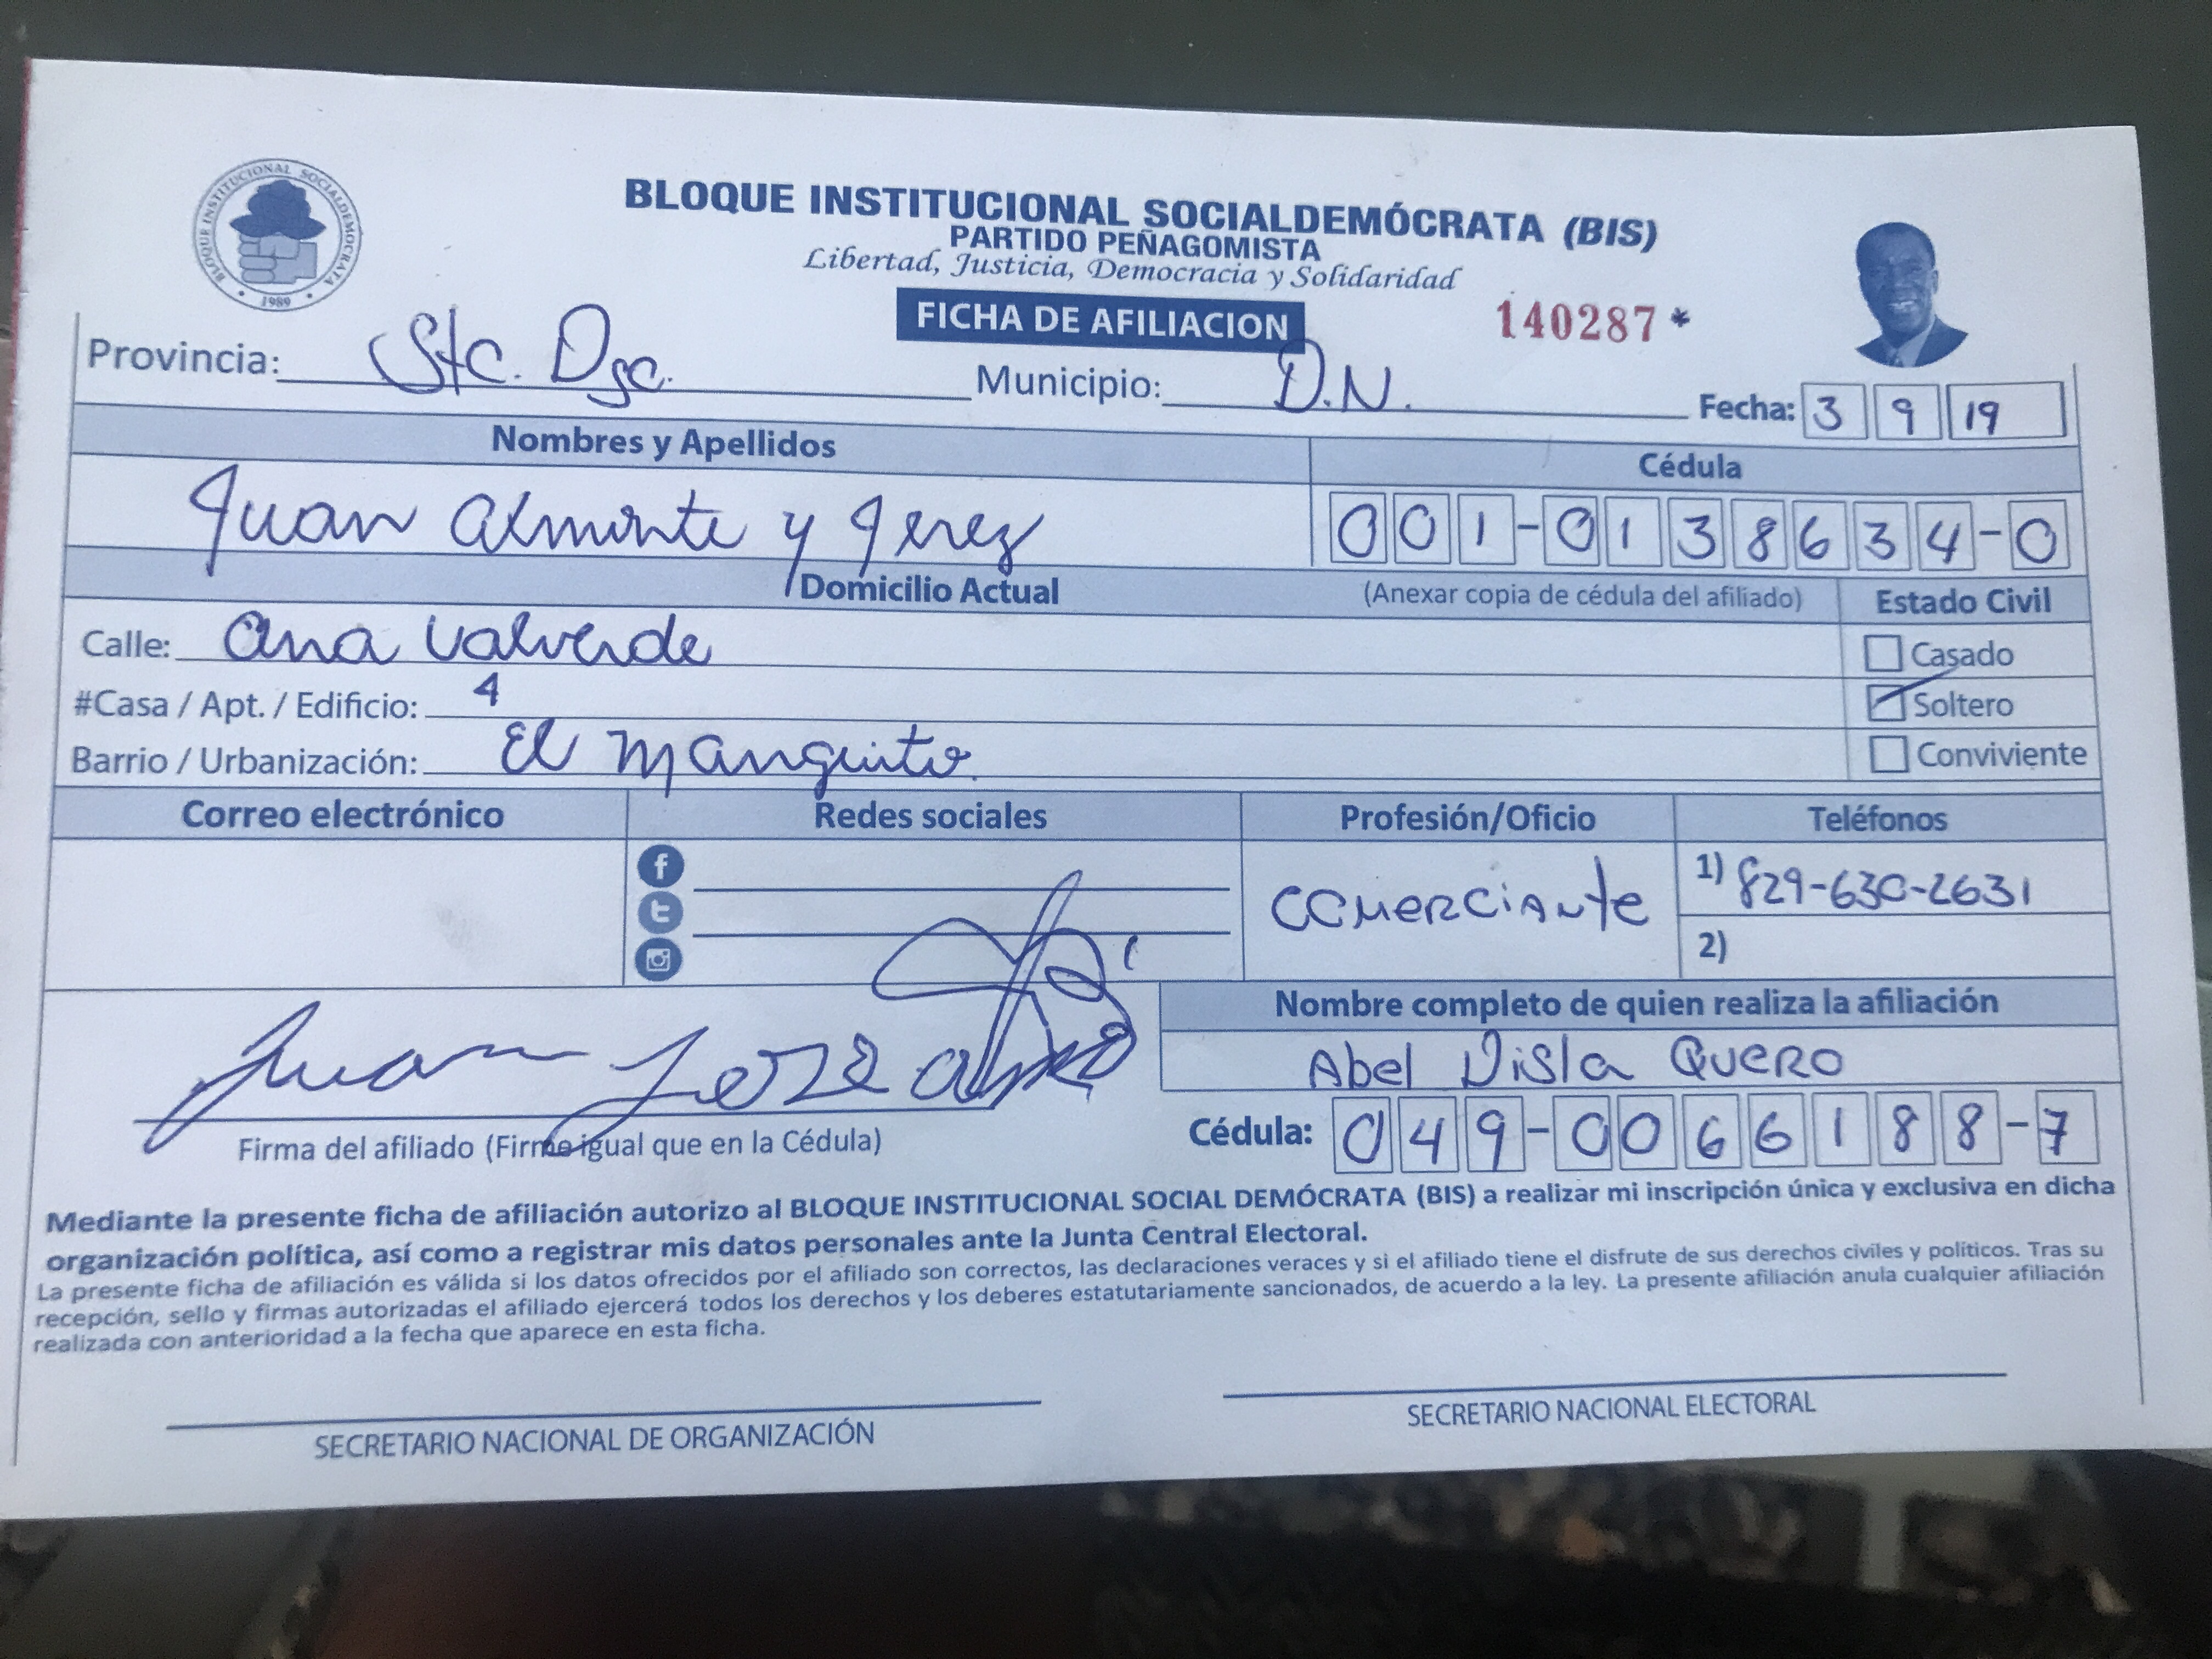 BLOQUE INSTITUCIONAL SOCIALDEMÓCRATA
1989
BLOQUE INSTITUCIONAL SOCIALDEMÓCRATA (BIS)
PARTIDO PEÑAGOMISTA
Libertad, Justicia, Democracia y Solidaridad
FICHA DE AFILIACION
140287*
Provincia: Sto. Dgo. Municipio: D.N. Fecha: 3 9 19
Nombres y Apellidos Cédula
Juan Almonte y Jerez 001-0138634-0
Domicilio Actual (Anexar copia de cédula del afiliado) Estado Civil
Calle: Ana Valverde
Casado
#Casa / Apt. / Edificio: 4
Soltero
Barrio / Urbanización: El Manguito.
Conviviente
Correo electrónico Redes sociales Profesión/Oficio Teléfonos
Comerciante
1) 829-630-2631
2)
Nombre completo de quien realiza la afiliación
Abel Disla Quero
Juan Jerez
Firma del afiliado (Firme igual que en la Cédula)
Cédula: 049-0066188-7
Mediante la presente ficha de afiliación autorizo al BLOQUE INSTITUCIONAL SOCIAL DEMÓCRATA (BIS) a realizar mi inscripción única y exclusiva en dicha
organización política, así como a registrar mis datos personales ante la Junta Central Electoral.
La presente ficha de afiliación es válida si los datos ofrecidos por el afiliado son correctos, las declaraciones veraces y si el afiliado tiene el disfrute de sus derechos civiles y políticos. Tras su
recepción, sello y firmas autorizadas el afiliado ejercerá todos los derechos y los deberes estatutariamente sancionados, de acuerdo a la ley. La presente afiliación anula cualquier afiliación
realizada con anterioridad a la fecha que aparece en esta ficha.
SECRETARIO NACIONAL DE ORGANIZACIÓN
SECRETARIO NACIONAL ELECTORAL